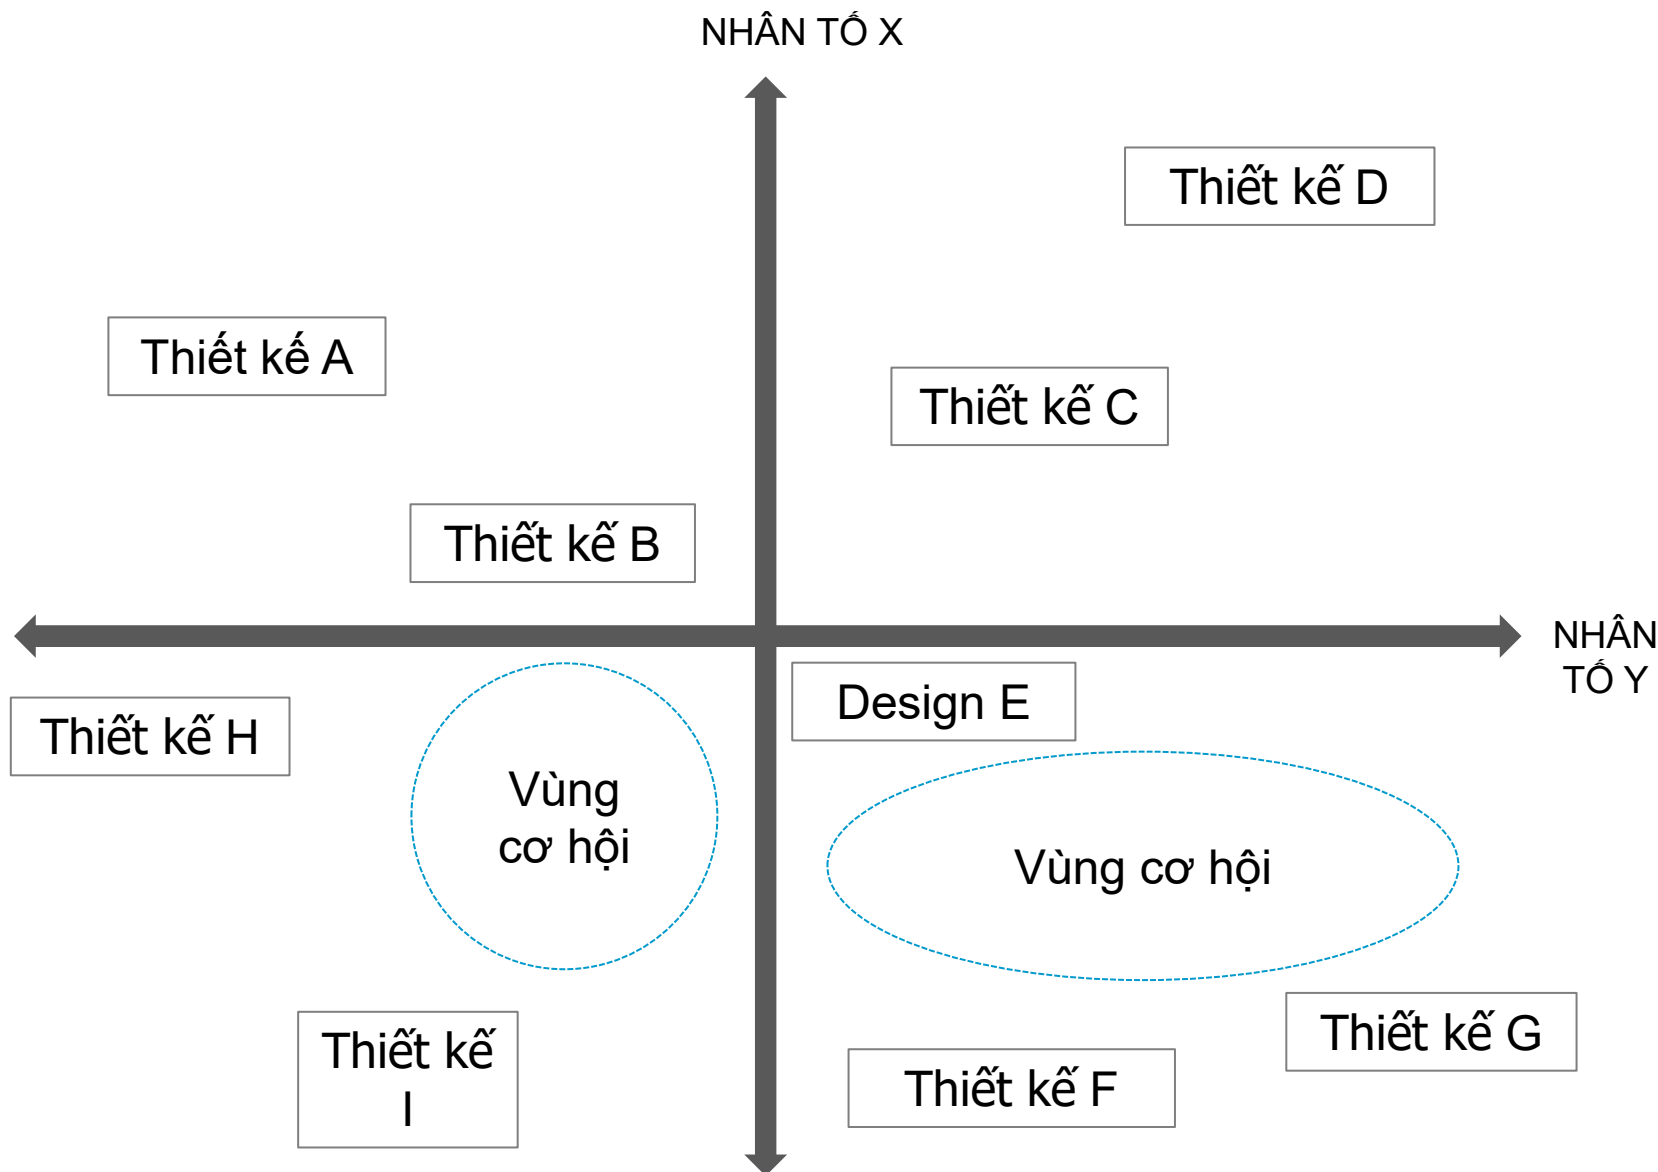 NHÂN TỐ X
Thiết kế D
Thiết kế A
Thiết kế C
Thiết kế B
NHÂN
TỐ Y
Design E
Thiết kế H
Vùng
cơ hội
Vùng cơ hội
Thiết kế G
Thiết kế
I
Thiết kế F